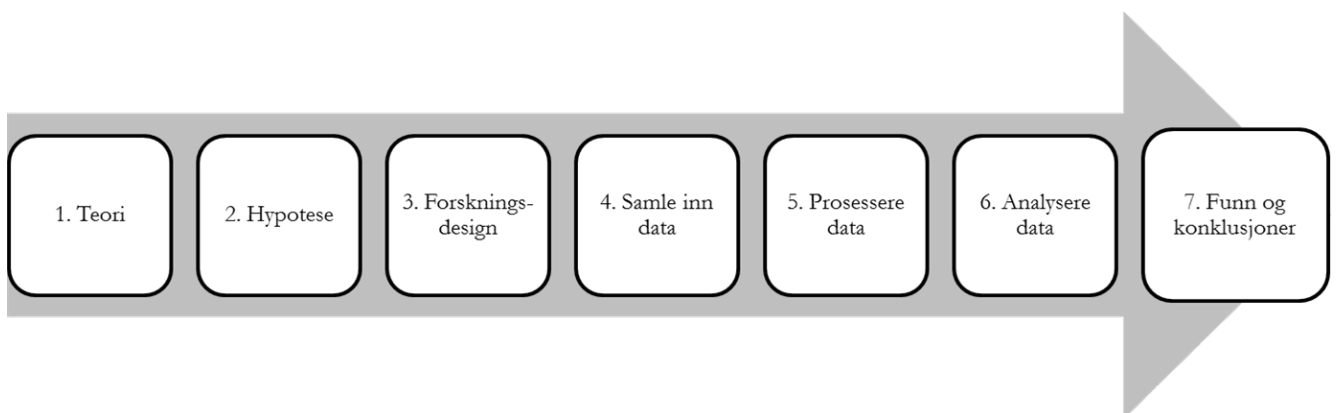 1. Teori
2. Hypotese
3. Forsknings-
design
4. Samle inn
data
5. Prosessere
data
6. Analysere
data
7. Funn og
konklusjoner